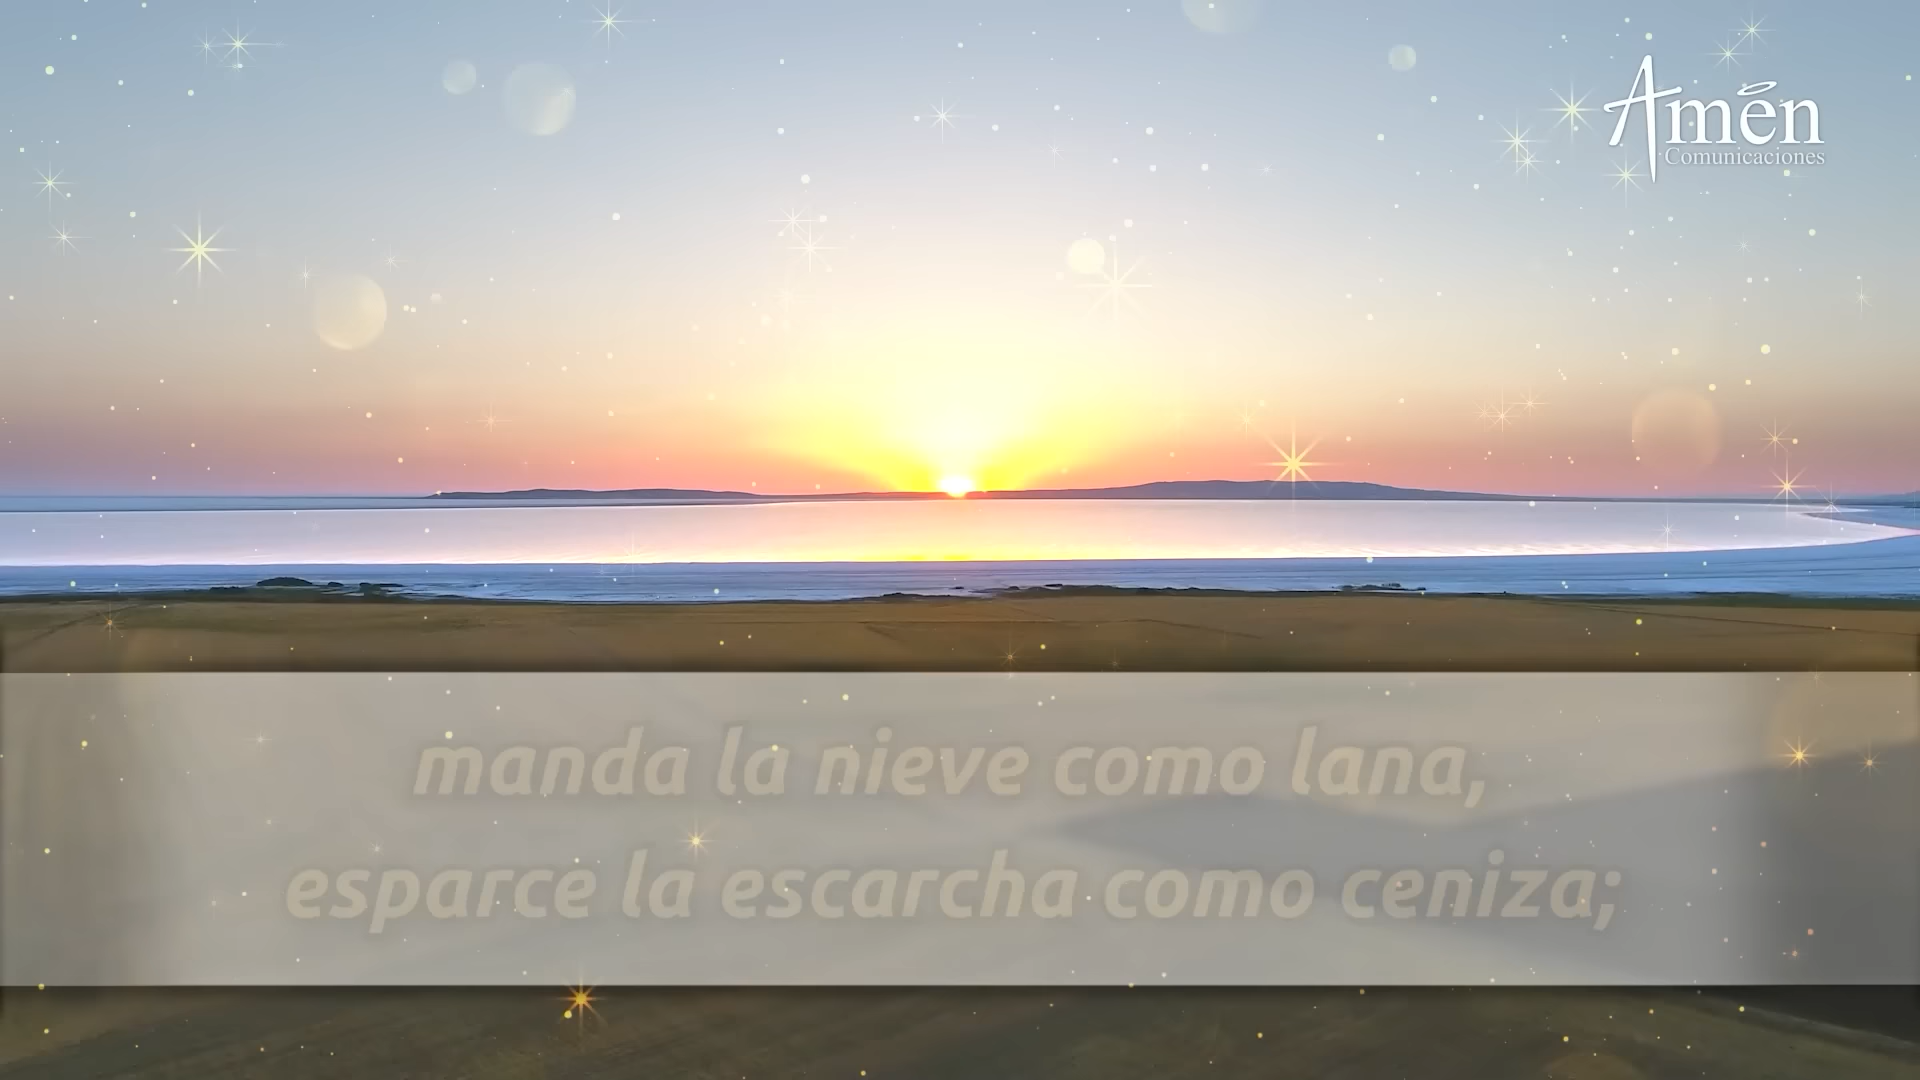 Amén
Comunicaciones
manda la nieve como lana,
esparce la escarcha como ceniza;